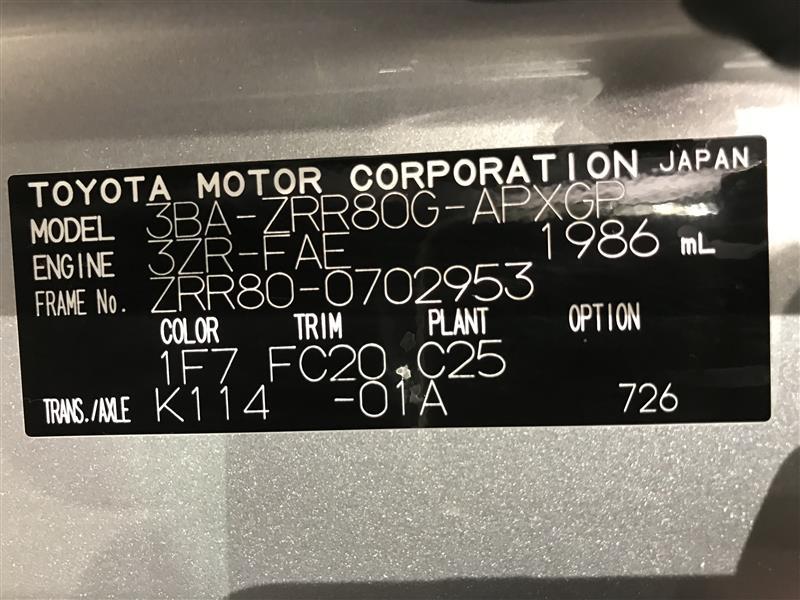 TOYOTA MOTOR CORPORATION JAPAN
MODEL 3BA-ZRR80G-APXGP
ENGINE 3ZR-FAE 1986 mL
FRAME No. ZRR80-0702953
COLOR TRIM PLANT OPTION
1F7 FC20 C25
TRANS./AXLE K114 -01A 726